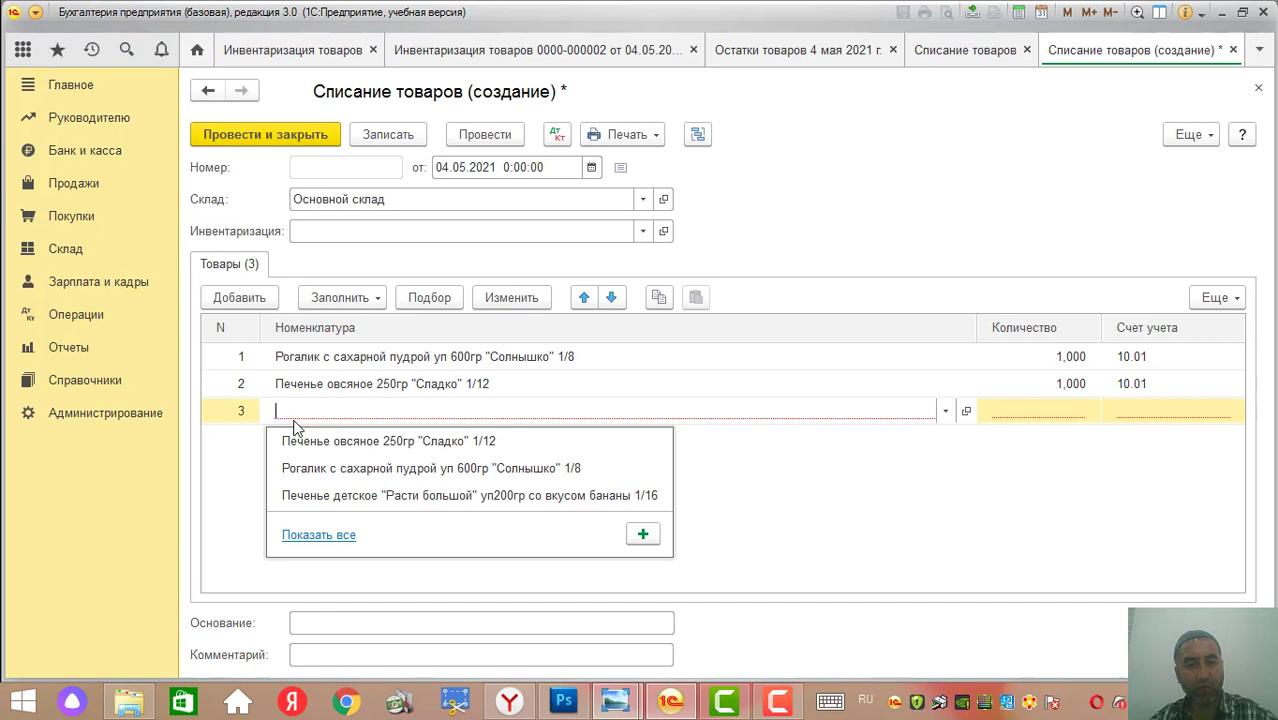 Бухгалтерия предприятия (базовая), редакция 3.0 (1С:Предприятие, учебная версия)
M M+ M-
Инвентаризация товаров
Инвентаризация товаров 0000-000002 от 04.05.20...
Остатки товаров 4 мая 2021 г.
Списание товаров
Списание товаров (создание) *
Главное
Руководителю
Банк и касса
Продажи
Покупки
Склад
Зарплата и кадры
Операции
Отчеты
Справочники
Администрирование
Списание товаров (создание) *
Провести и закрыть
Записать
Провести
Дт Кт
Печать
Еще
?
Номер:
от: 04.05.2021 0:00:00
Склад: Основной склад
Инвентаризация:
Товары (3)
Добавить
Заполнить
Подбор
Изменить
Еще
N Номенклатура Количество Счет учета
1 Рогалик с сахарной пудрой уп 600гр "Солнышко" 1/8 1,000 10.01
2 Печенье овсяное 250гр "Сладко" 1/12 1,000 10.01
3
Печенье овсяное 250гр "Сладко" 1/12
Рогалик с сахарной пудрой уп 600гр "Солнышко" 1/8
Печенье детское "Расти большой" уп200гр со вкусом бананы 1/16
Показать все
Основание:
Комментарий:
RU